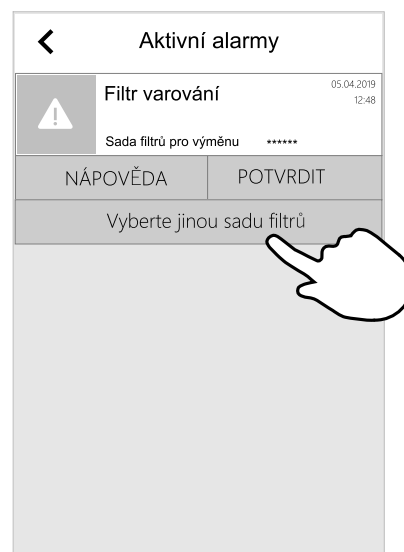 Aktivní alarmy
Filtr varování
05.04.2019
12:48
Sada filtrů pro výměnu ******
NÁPOVĚDA POTVRDIT
Vyberte jinou sadu filtrů